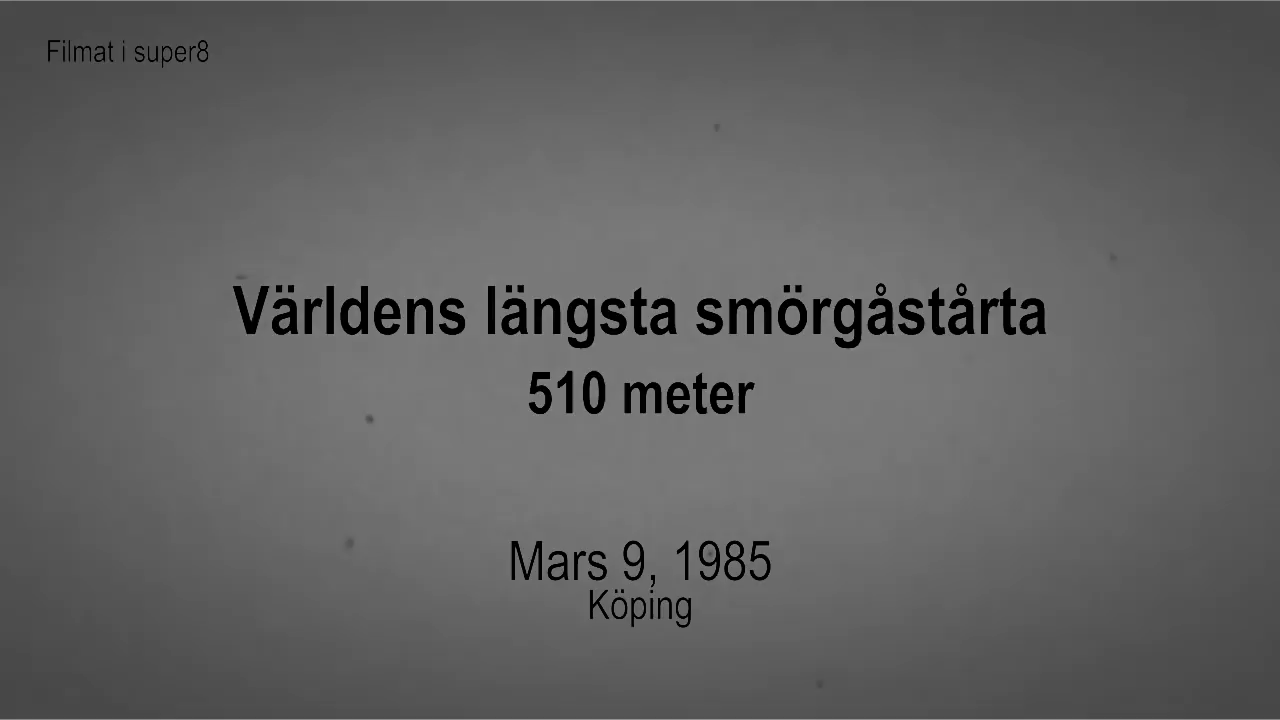 Filmat i super8
Världens längsta smörgåstårta
510 meter
Mars 9, 1985
Köping